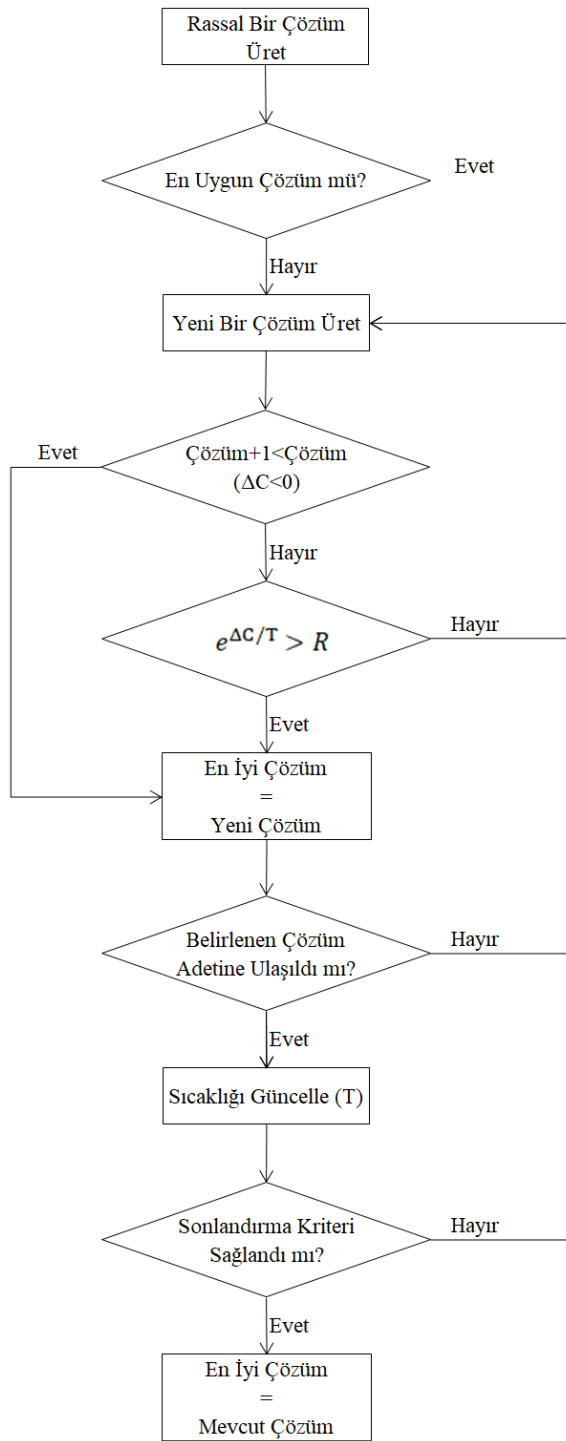 Rassal Bir Çözüm
Üret
En Uygun Çözüm mü?
Evet
Hayır
Yeni Bir Çözüm Üret
Evet
Çözüm+1<Çözüm
(ΔC<0)
Hayır
e^{ΔC/T} > R
Hayır
Evet
En İyi Çözüm
=
Yeni Çözüm
Belirlenen Çözüm
Adetine Ulaşıldı mı?
Hayır
Evet
Sıcaklığı Güncelle (T)
Sonlandırma Kriteri
Sağlandı mı?
Hayır
Evet
En İyi Çözüm
=
Mevcut Çözüm